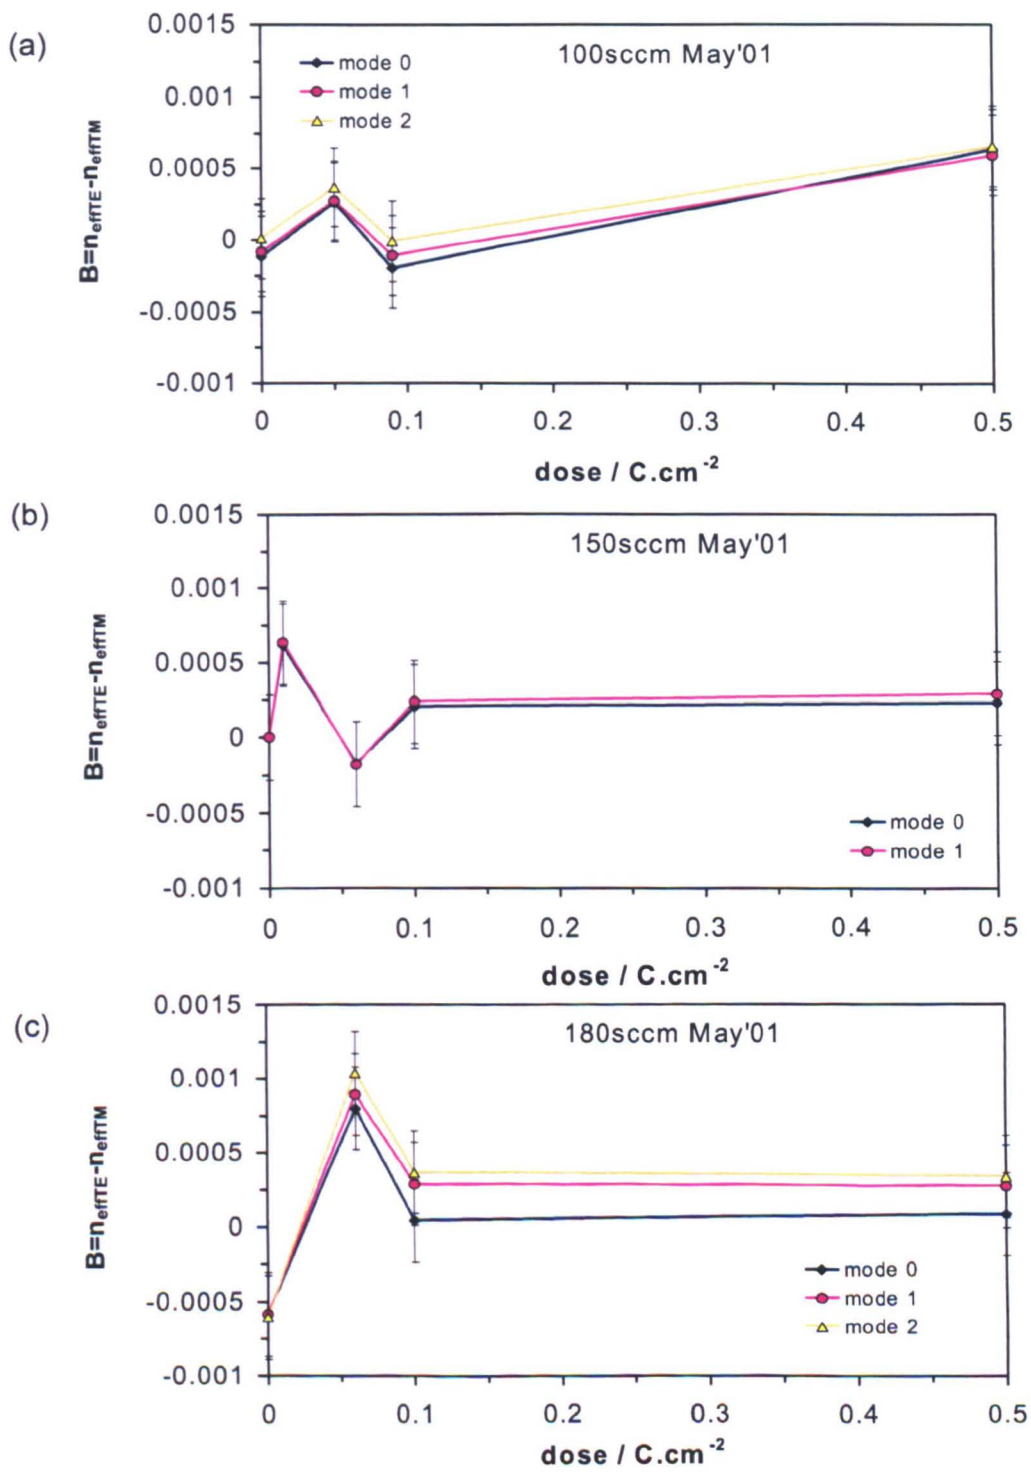 (a)
100sccm May'01
mode 0
mode 1
mode 2
B=neffTE-neffTM
0.0015
0.001
0.0005
0
-0.0005
-0.001
0 0.1 0.2 0.3 0.4 0.5
dose / C.cm-2
(b)
150sccm May'01
B=neffTE-neffTM
0.0015
0.001
0.0005
0
-0.0005
-0.001
mode 0
mode 1
0 0.1 0.2 0.3 0.4 0.5
dose / C.cm-2
(c)
180sccm May'01
B=neffTE-neffTM
0.0015
0.001
0.0005
0
-0.0005
-0.001
mode 0
mode 1
mode 2
0 0.1 0.2 0.3 0.4 0.5
dose / C.cm-2